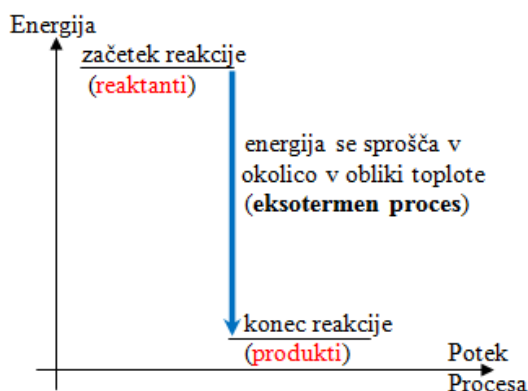 Energija
začetek reakcije
(reaktanti)
energija se sprošča v
okolico v obliki toplote
(eksotermen proces)
konec reakcije
(produkti)
Potek
Procesa